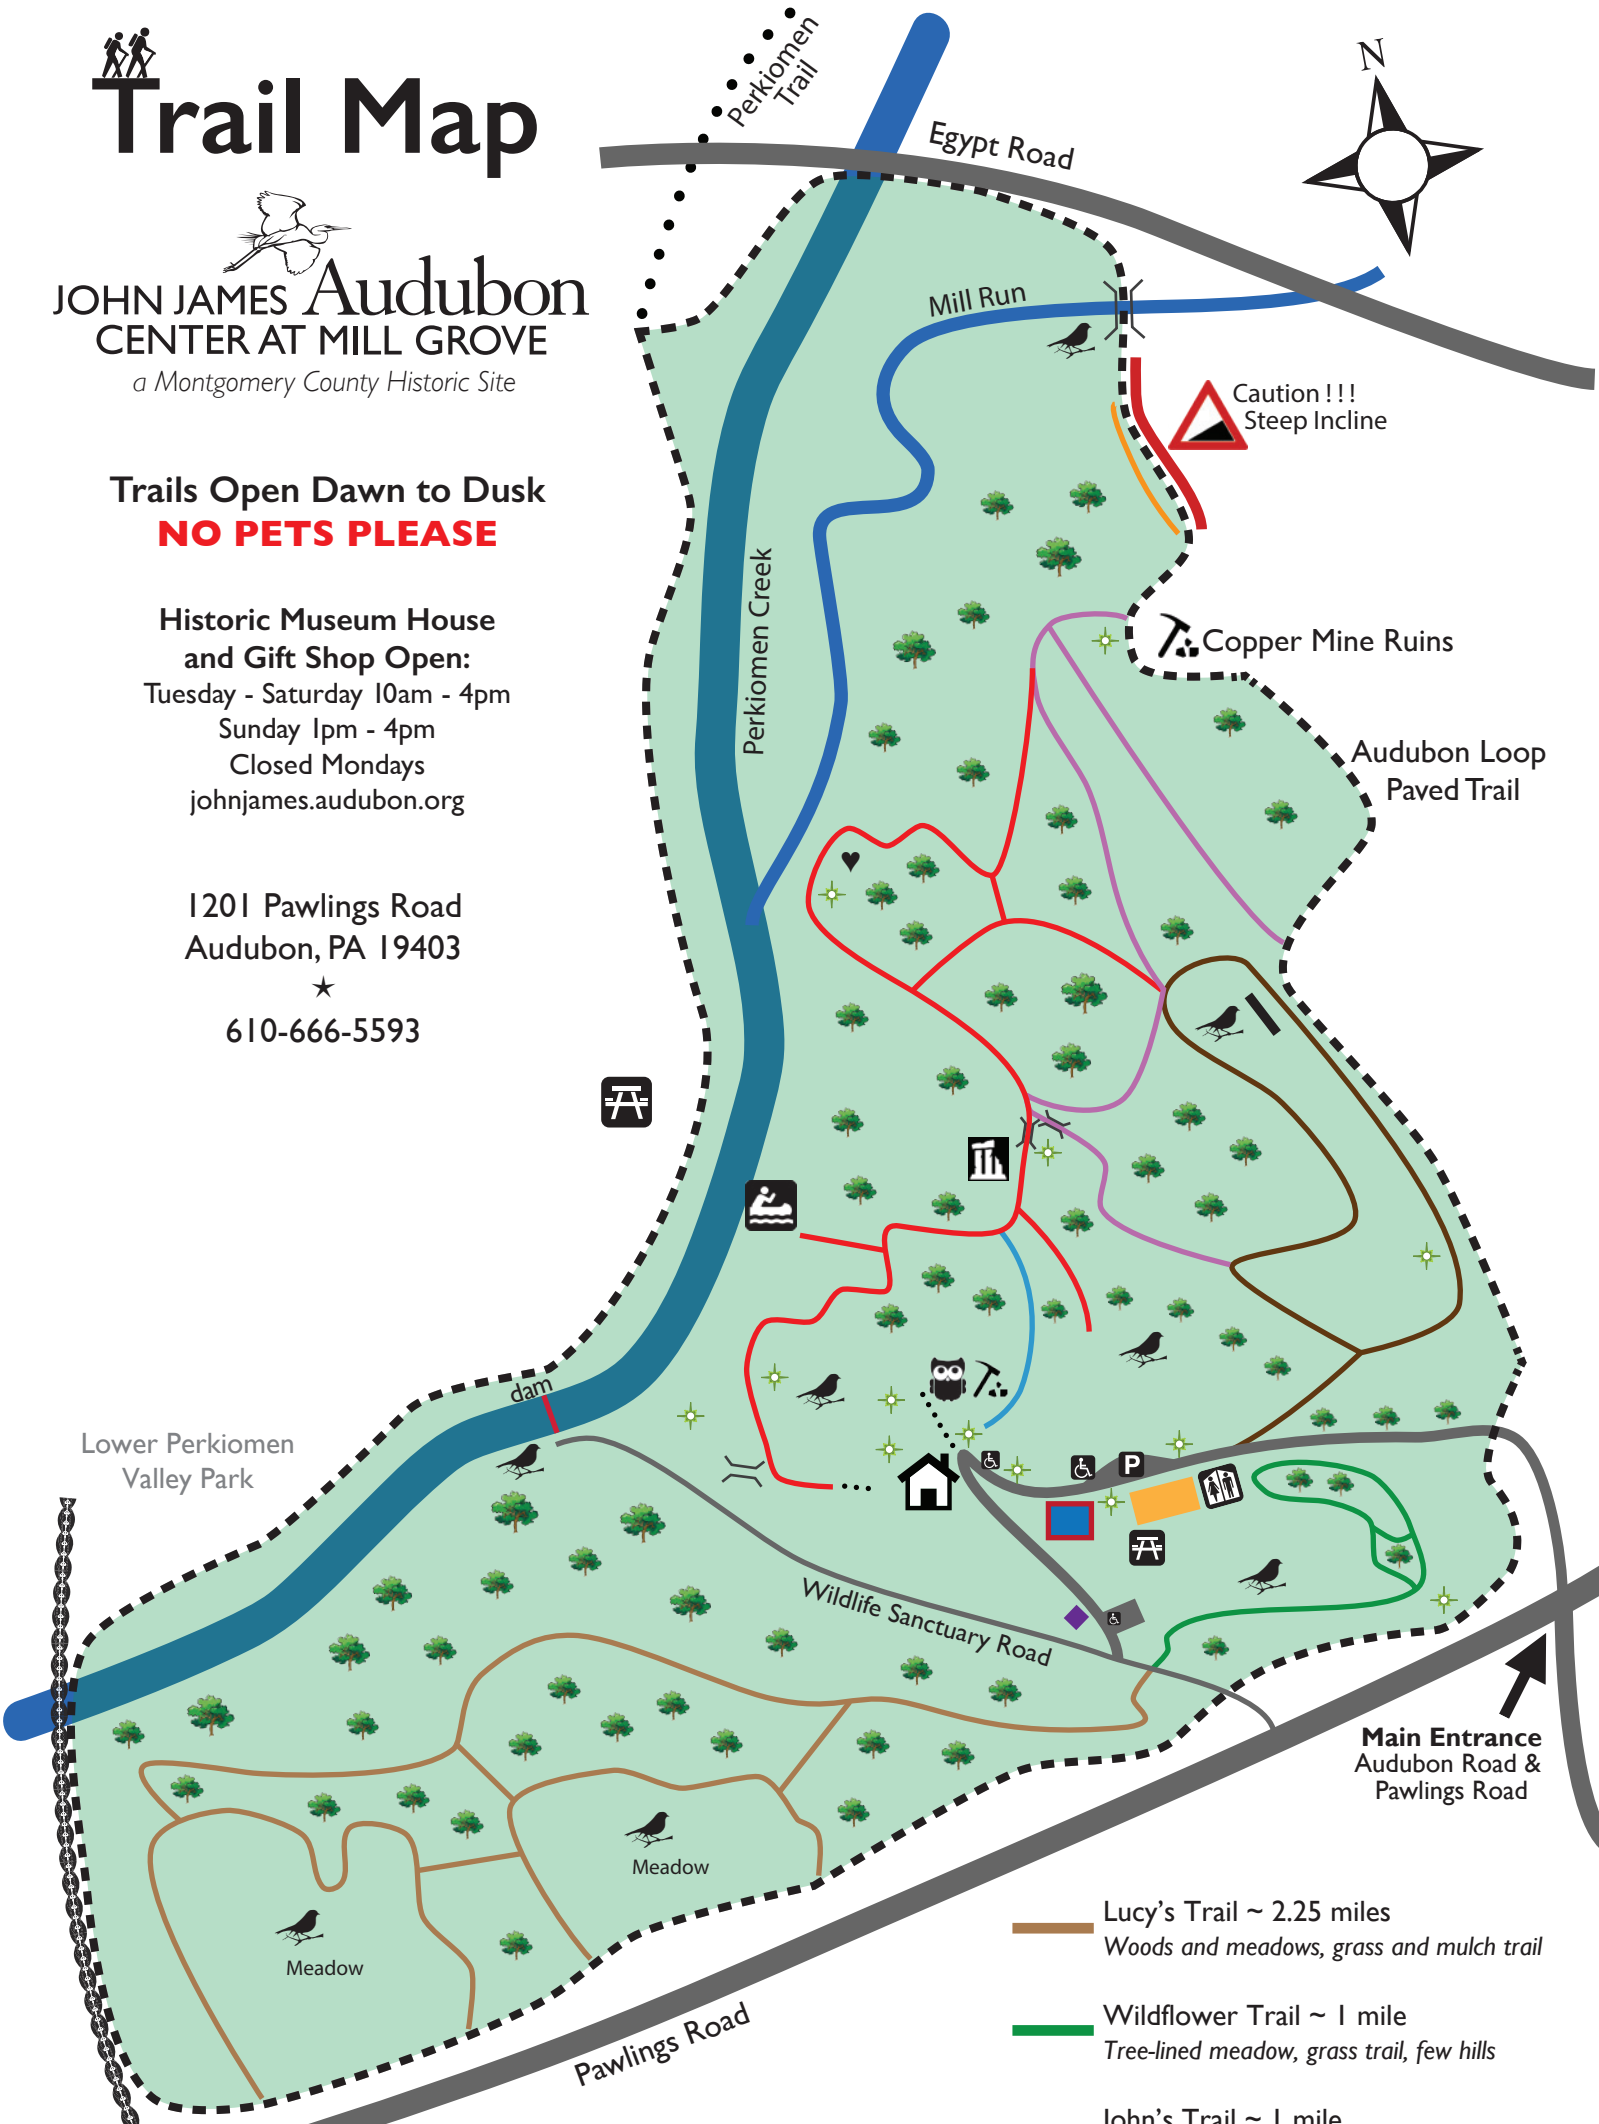 Trail Map
JOHN JAMES Audubon
CENTER AT MILL GROVE
a Montgomery County Historic Site
Trails Open Dawn to Dusk
NO PETS PLEASE
Historic Museum House
and Gift Shop Open:
Tuesday - Saturday 10am - 4pm
Sunday 1pm - 4pm
Closed Mondays
johnjames.audubon.org
1201 Pawlings Road
Audubon, PA 19403
610-666-5593
Perkiomen
Trail
Egypt Road
N
Mill Run
Caution !!!
Steep Incline
Perkiomen Creek
Copper Mine Ruins
Audubon Loop
Paved Trail
dam
Lower Perkiomen
Valley Park
P
Wildlife Sanctuary Road
Main Entrance
Audubon Road &
Pawlings Road
Meadow
Meadow
Pawlings Road
Lucy's Trail ~ 2.25 miles
Woods and meadows, grass and mulch trail
Wildflower Trail ~ 1 mile
Tree-lined meadow, grass trail, few hills
John's Trail ~ 1 mile